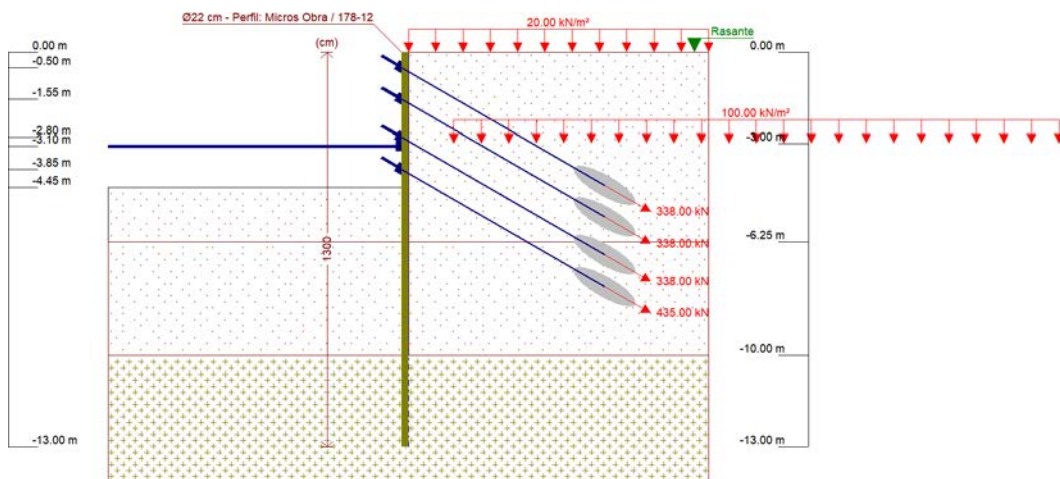 Ø22 cm - Perfil: Micros Obra / 178-12
20.00 kN/m²
Rasante
(cm)
0.00 m
0.00 m
-0.50 m
-1.55 m
100.00 kN/m²
-2.80 m
-3.10 m
-3.00 m
-3.85 m
-4.45 m
338.00 kN
338.00 kN
-6.25 m
1300
338.00 kN
435.00 kN
-10.00 m
-13.00 m
-13.00 m